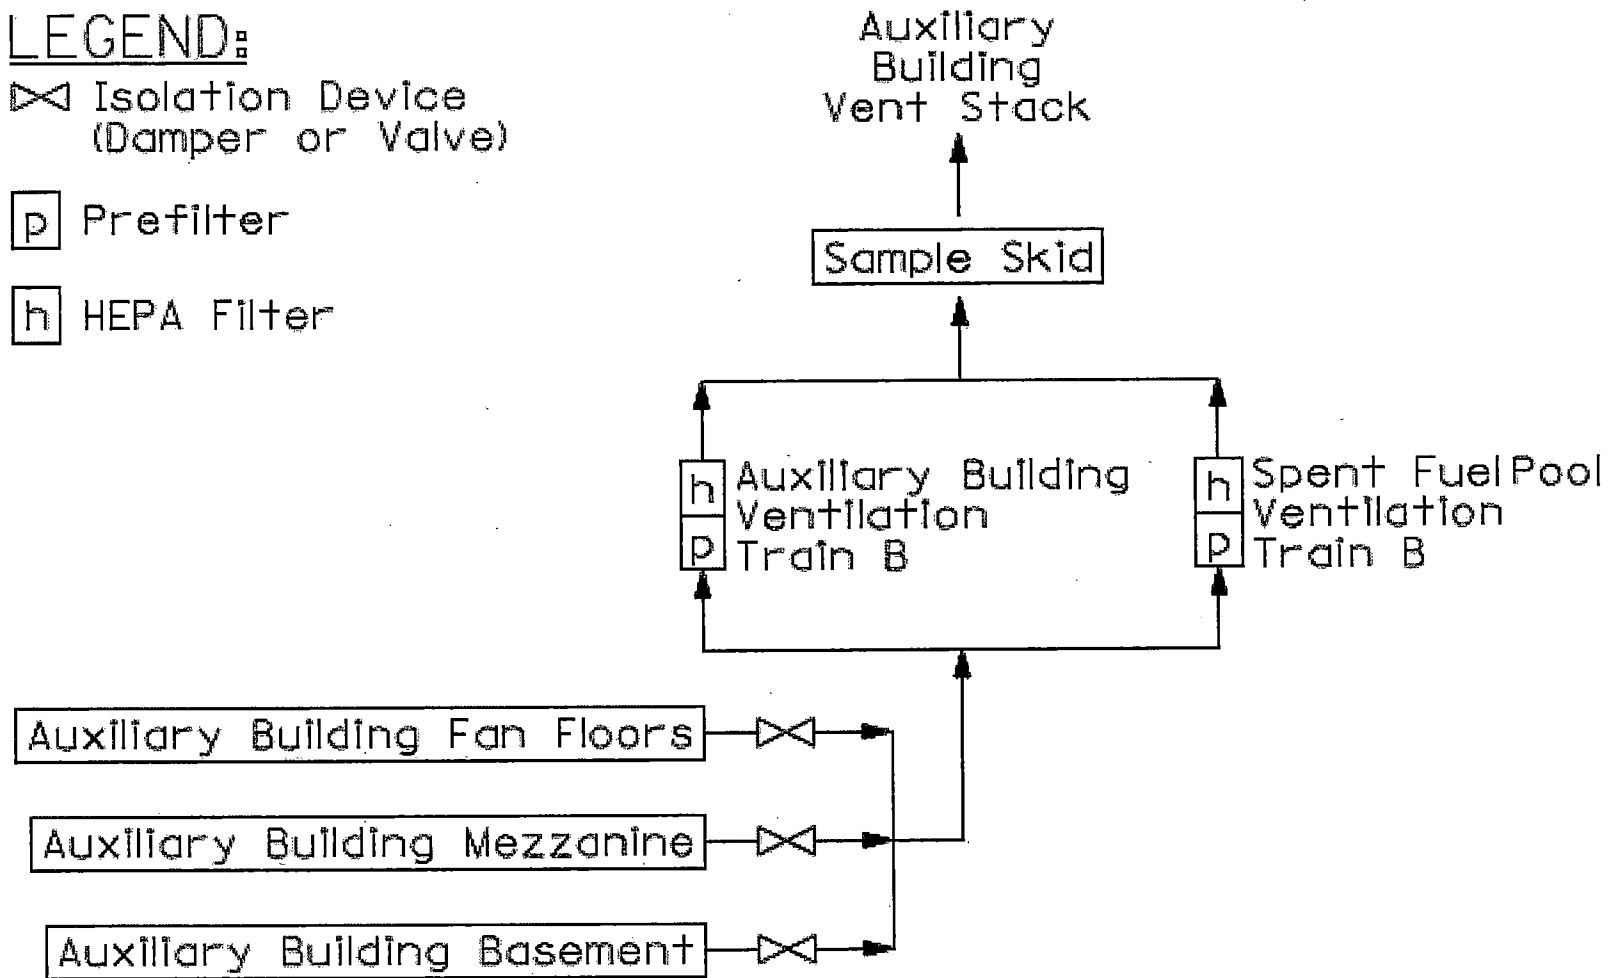 LEGEND:
Isolation Device
(Damper or Valve)
p Prefilter
h HEPA Filter
Auxiliary
Building
Vent Stack
Sample Skid
h
p
Auxiliary Building
Ventilation
Train B
h
p
Spent Fuel Pool
Ventilation
Train B
Auxiliary Building Fan Floors
Auxiliary Building Mezzanine
Auxiliary Building Basement